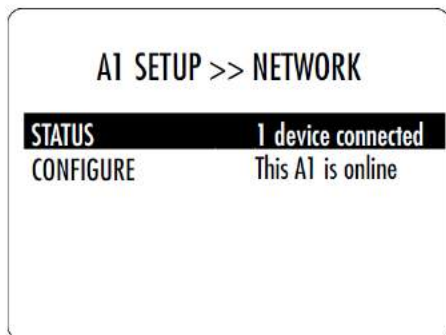 A1 SETUP >> NETWORK
STATUS 1 device connected
CONFIGURE This A1 is online